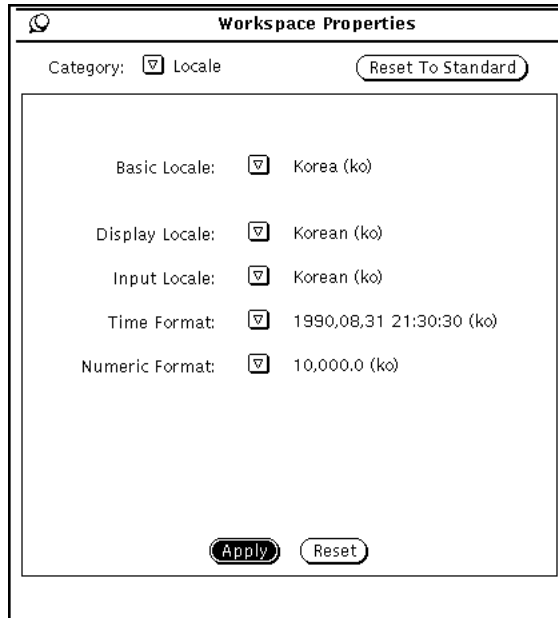 Workspace Properties
Category: Locale Reset To Standard
Basic Locale: Korea (ko)
Display Locale: Korean (ko)
Input Locale: Korean (ko)
Time Format: 1990,08,31 21:30:30 (ko)
Numeric Format: 10,000.0 (ko)
Apply Reset